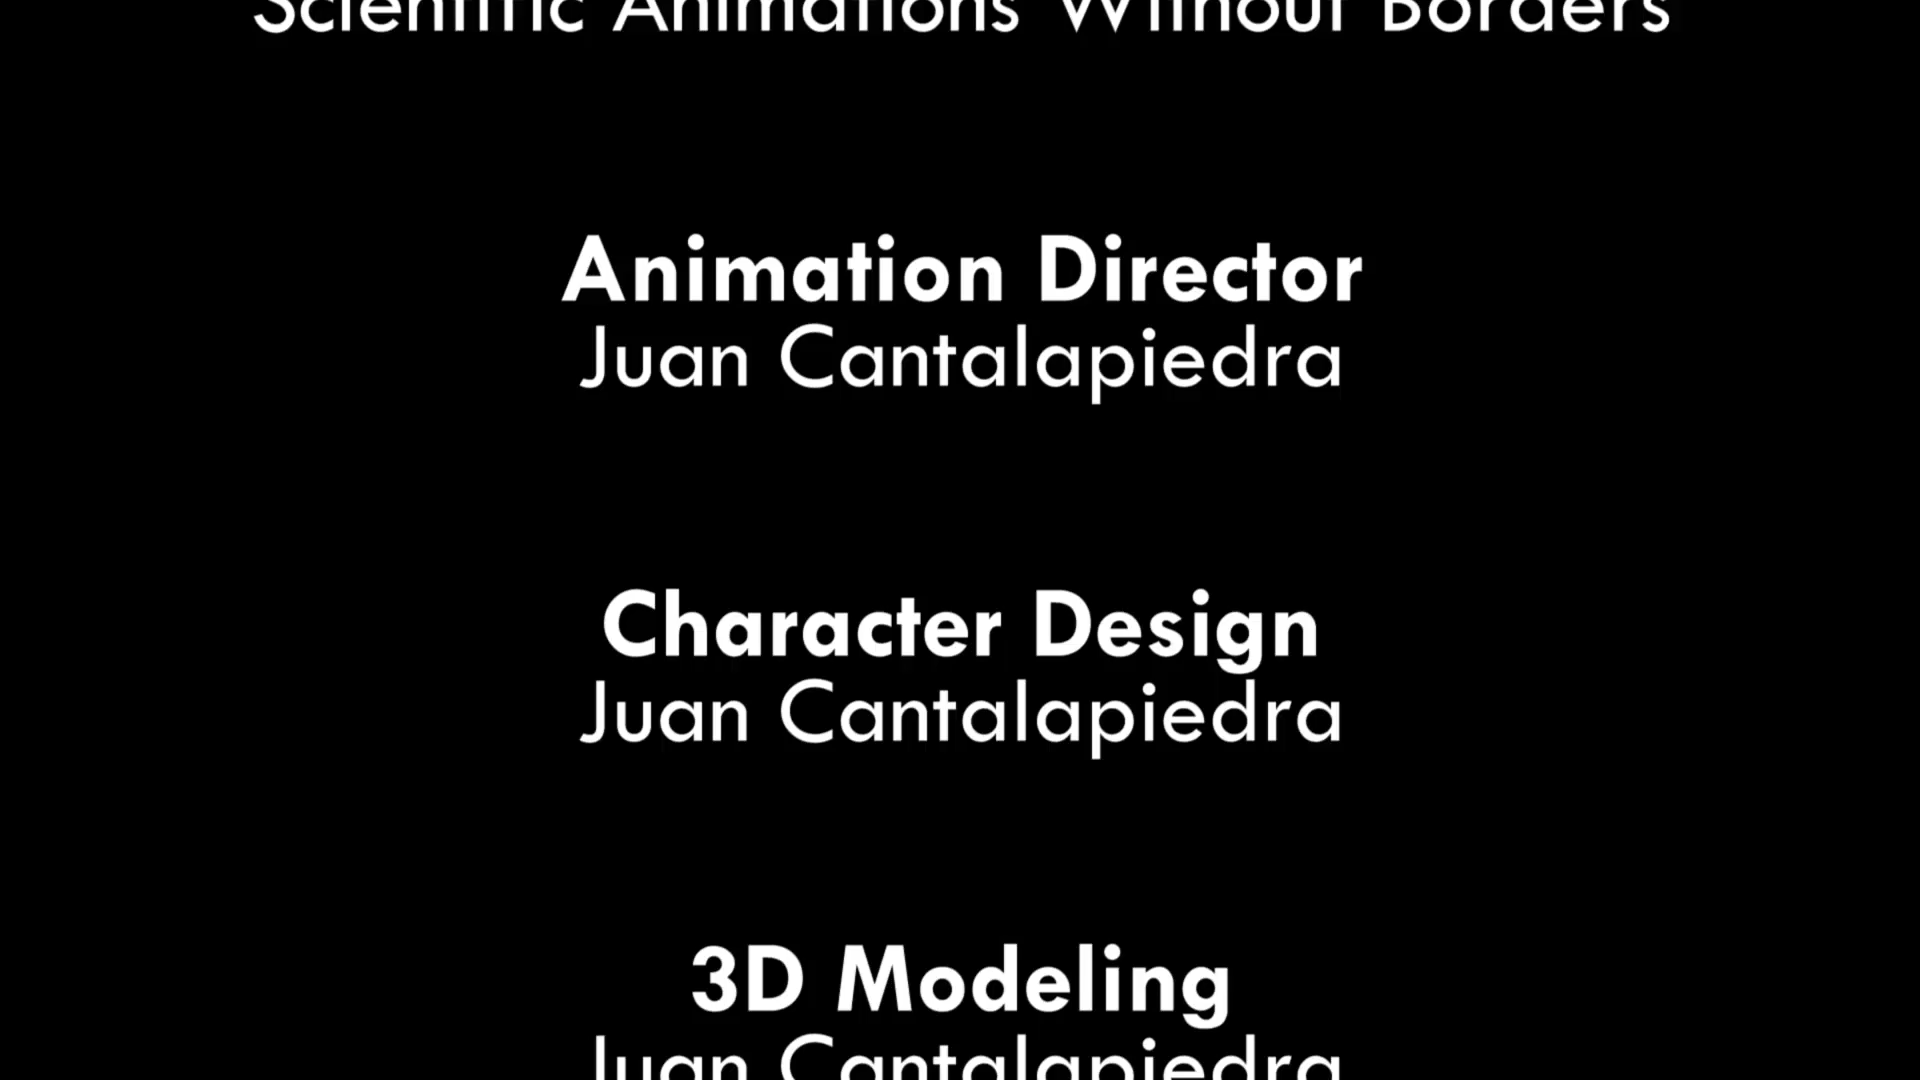 Scientific Animations Without Borders
Animation Director
Juan Cantalapiedra
Character Design
Juan Cantalapiedra
3D Modeling
Juan Cantalapiedra